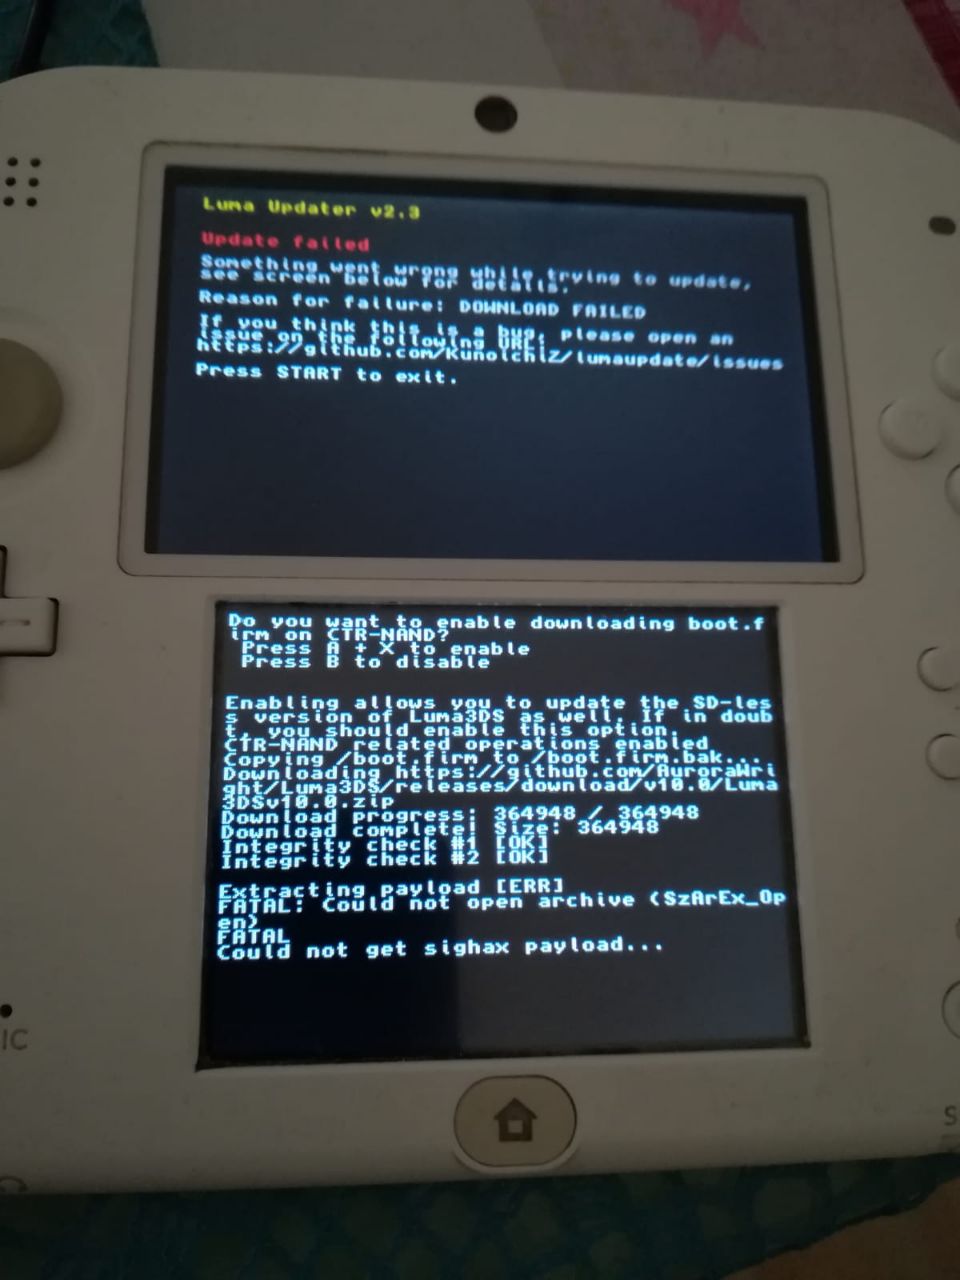 Luma Updater v2.3
Update failed
Something went wrong while trying to update,
see screen below for details.
Reason for failure: DOWNLOAD FAILED
If you think this is a bug, please open an
issue on the following URL:
https://github.com/KunoichiZ/lumaupdate/issues
Press START to exit.
Do you want to enable downloading boot.f
irm on CTR-NAND?
Press A + X to enable
Press B to disable
Enabling allows you to update the SD-les
s version of Luma3DS as well. If in doub
t, you should enable this option.
CTR-NAND related operations enabled
Copying /boot.firm to /boot.firm.bak...
Downloading https://github.com/AuroraWri
ght/Luma3DS/releases/download/v10.0/Luma
3DSv10.0.zip
Download progress: 364948 / 364948
Download complete! Size: 364948
Integrity check #1 [OK]
Integrity check #2 [OK]
Extracting payload [ERR]
FATAL: Could not open archive (SzArEx_Op
en)
FATAL
Could not get sighax payload...
IC
S